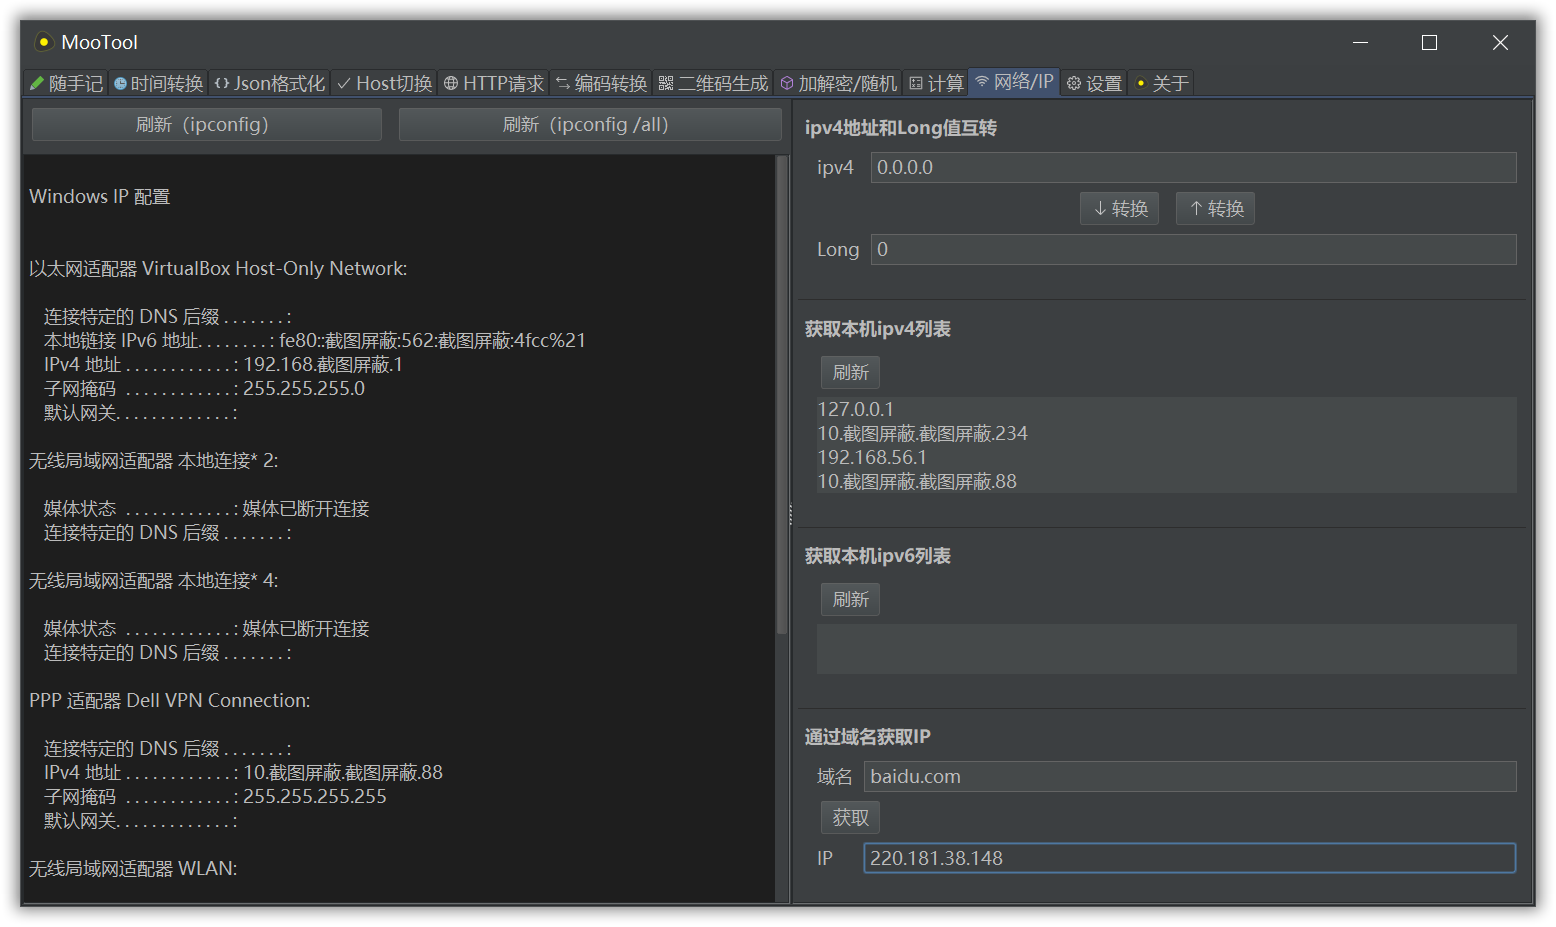 MooTool
随手记 时间转换 Json格式化 Host切换 HTTP请求 编码转换 二维码生成 加解密/随机 计算 网络/IP 设置 关于
刷新（ipconfig） 刷新（ipconfig /all）
Windows IP 配置
以太网适配器 VirtualBox Host-Only Network:
连接特定的 DNS 后缀 . . . . . . . :
本地链接 IPv6 地址. . . . . . . . : fe80::截图屏蔽:562:截图屏蔽:4fcc%21
IPv4 地址 . . . . . . . . . . . . : 192.168.截图屏蔽.1
子网掩码 . . . . . . . . . . . . : 255.255.255.0
默认网关. . . . . . . . . . . . . :
无线局域网适配器 本地连接* 2:
媒体状态 . . . . . . . . . . . . : 媒体已断开连接
连接特定的 DNS 后缀 . . . . . . . :
无线局域网适配器 本地连接* 4:
媒体状态 . . . . . . . . . . . . : 媒体已断开连接
连接特定的 DNS 后缀 . . . . . . . :
PPP 适配器 Dell VPN Connection:
连接特定的 DNS 后缀 . . . . . . . :
IPv4 地址 . . . . . . . . . . . . : 10.截图屏蔽.截图屏蔽.88
子网掩码 . . . . . . . . . . . . : 255.255.255.255
默认网关. . . . . . . . . . . . . :
无线局域网适配器 WLAN:
ipv4地址和Long值互转
ipv4 0.0.0.0
↓ 转换 ↑ 转换
Long 0
获取本机ipv4列表
刷新
127.0.0.1
10.截图屏蔽.截图屏蔽.234
192.168.56.1
10.截图屏蔽.截图屏蔽.88
获取本机ipv6列表
刷新
通过域名获取IP
域名 baidu.com
获取
IP 220.181.38.148